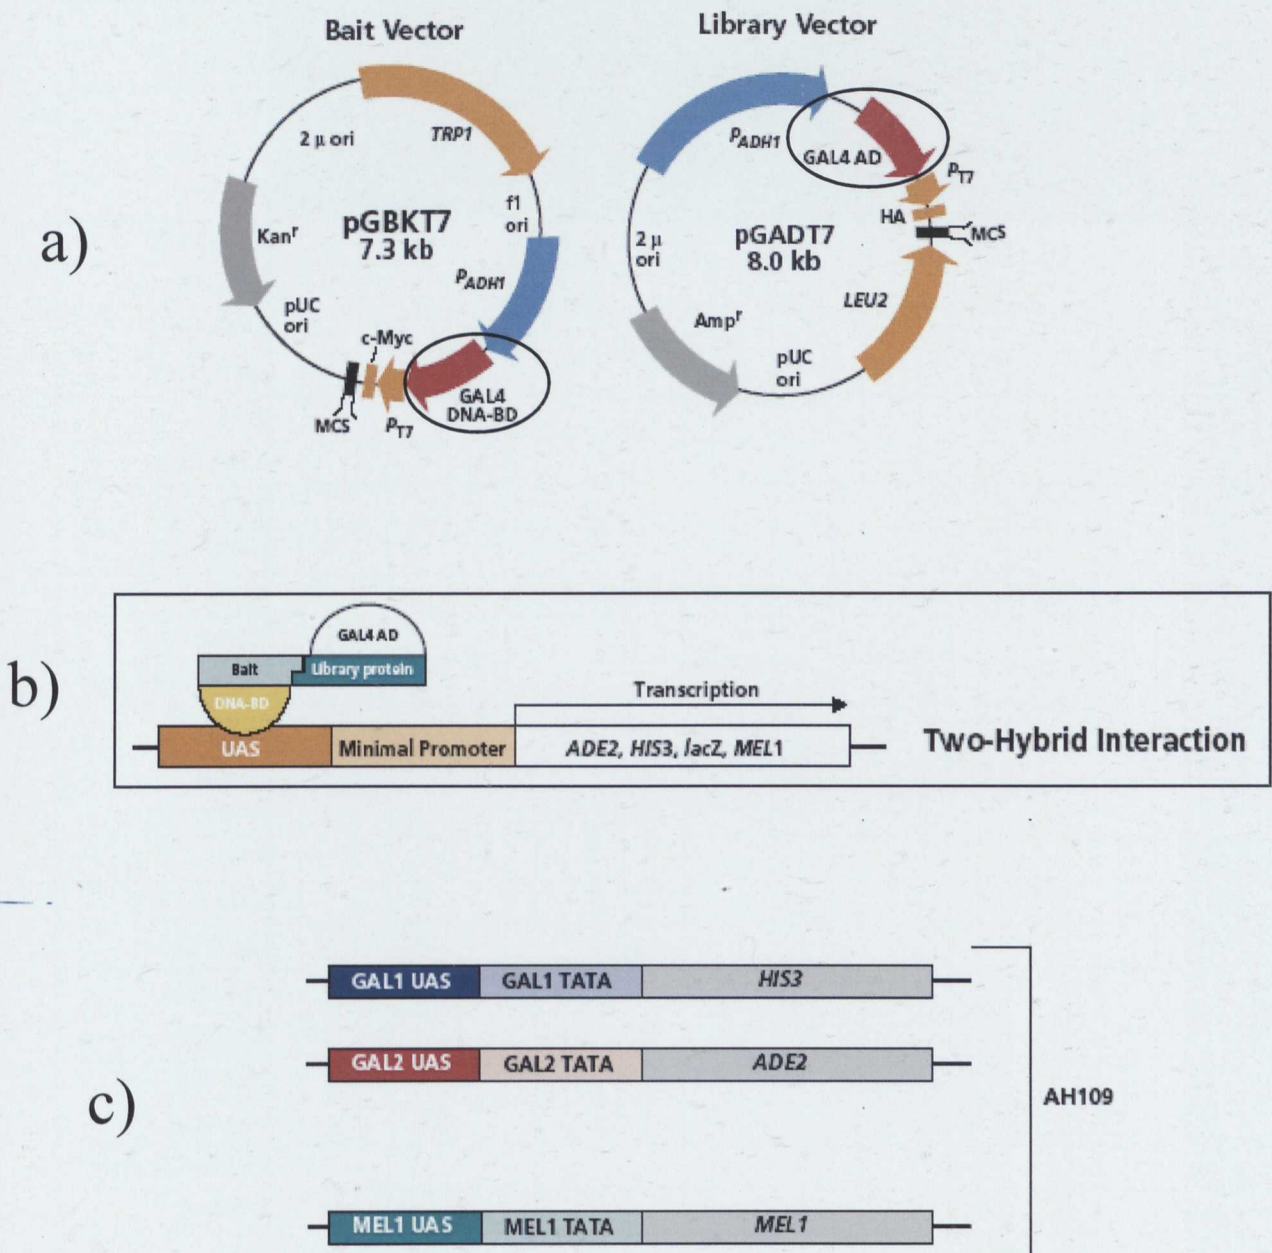 Bait Vector
Library Vector
a)
2 µ ori
TRP1
f1
ori
pGBKT7
7.3 kb
Kanʳ
PADH1
pUC
ori
c-Myc
GAL4
DNA-BD
MCS
PT7
PADH1
GAL4 AD
PT7
HA
MCS
2 µ
ori
pGADT7
8.0 kb
LEU2
Ampʳ
pUC
ori
b)
GAL4 AD
Bait
Library protein
DNA-BD
Transcription
UAS
Minimal Promoter
ADE2, HIS3, lacZ, MEL1
Two-Hybrid Interaction
c)
GAL1 UAS
GAL1 TATA
HIS3
GAL2 UAS
GAL2 TATA
ADE2
AH109
MEL1 UAS
MEL1 TATA
MEL1